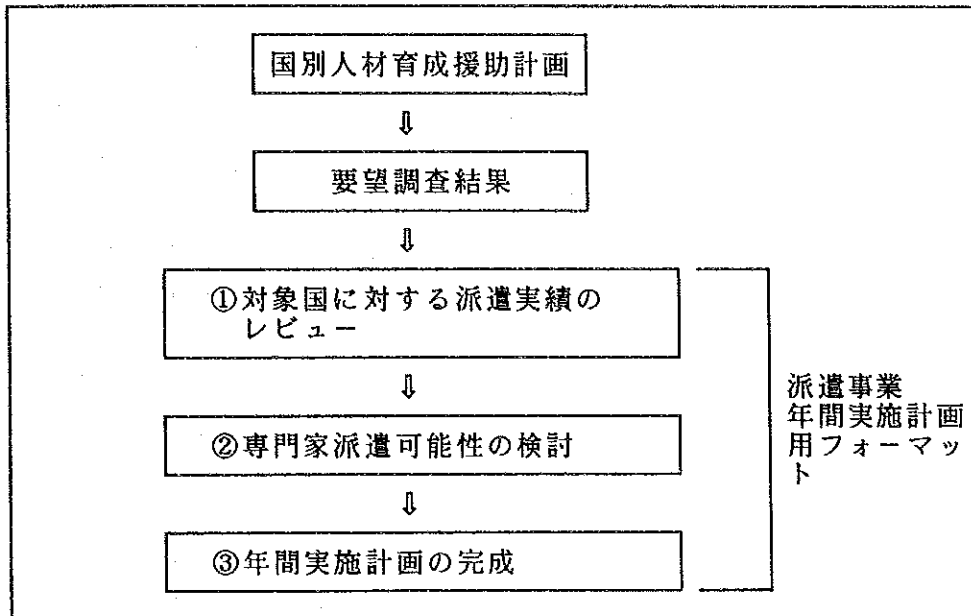 国別人材育成援助計画
⇩
要望調査結果
⇩
①対象国に対する派遣実績の
レビュー
⇩
②専門家派遣可能性の検討
⇩
③年間実施計画の完成
派遣事業
年間実施計画
用フォーマッ
ト